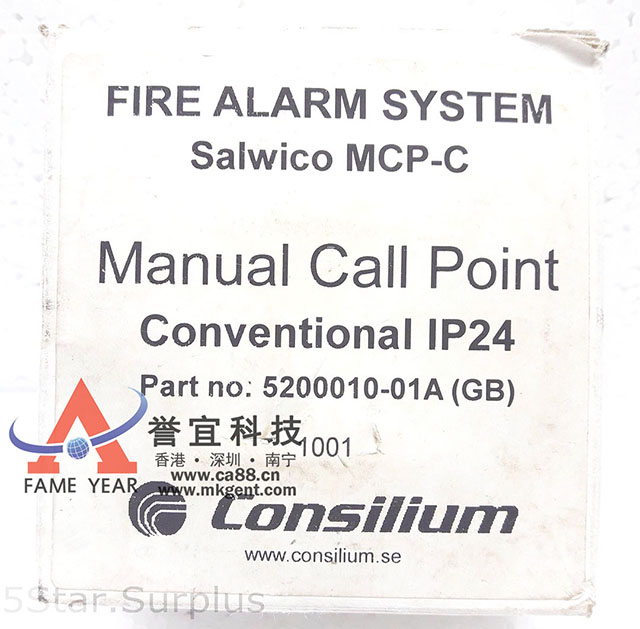 FIRE ALARM SYSTEM
Salwico MCP-C
Manual Call Point
Conventional IP24
Part no: 5200010-01A (GB)
誉宜科技
1001
香港·深圳·南宁
www.ca88.cn
FAME YEAR
www.mkgent.com
Consilium
www.consilium.se
5Star.Surplus